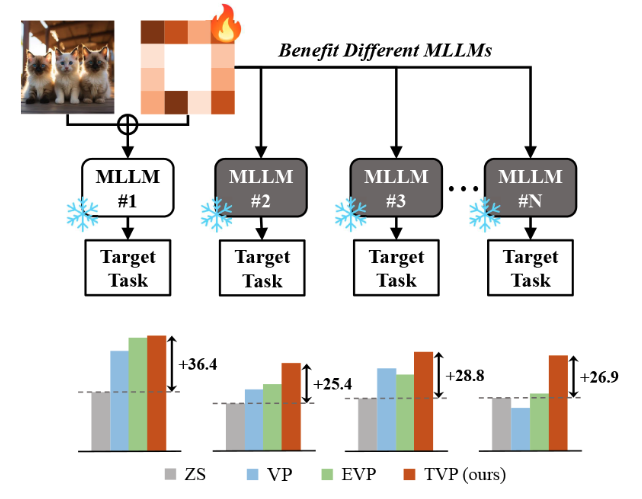 Benefit Different MLLMs
MLLM
#1
MLLM
#2
MLLM
#3
...
MLLM
#N
Target
Task
Target
Task
Target
Task
Target
Task
+36.4
+25.4
+28.8
+26.9
ZS
VP
EVP
TVP (ours)